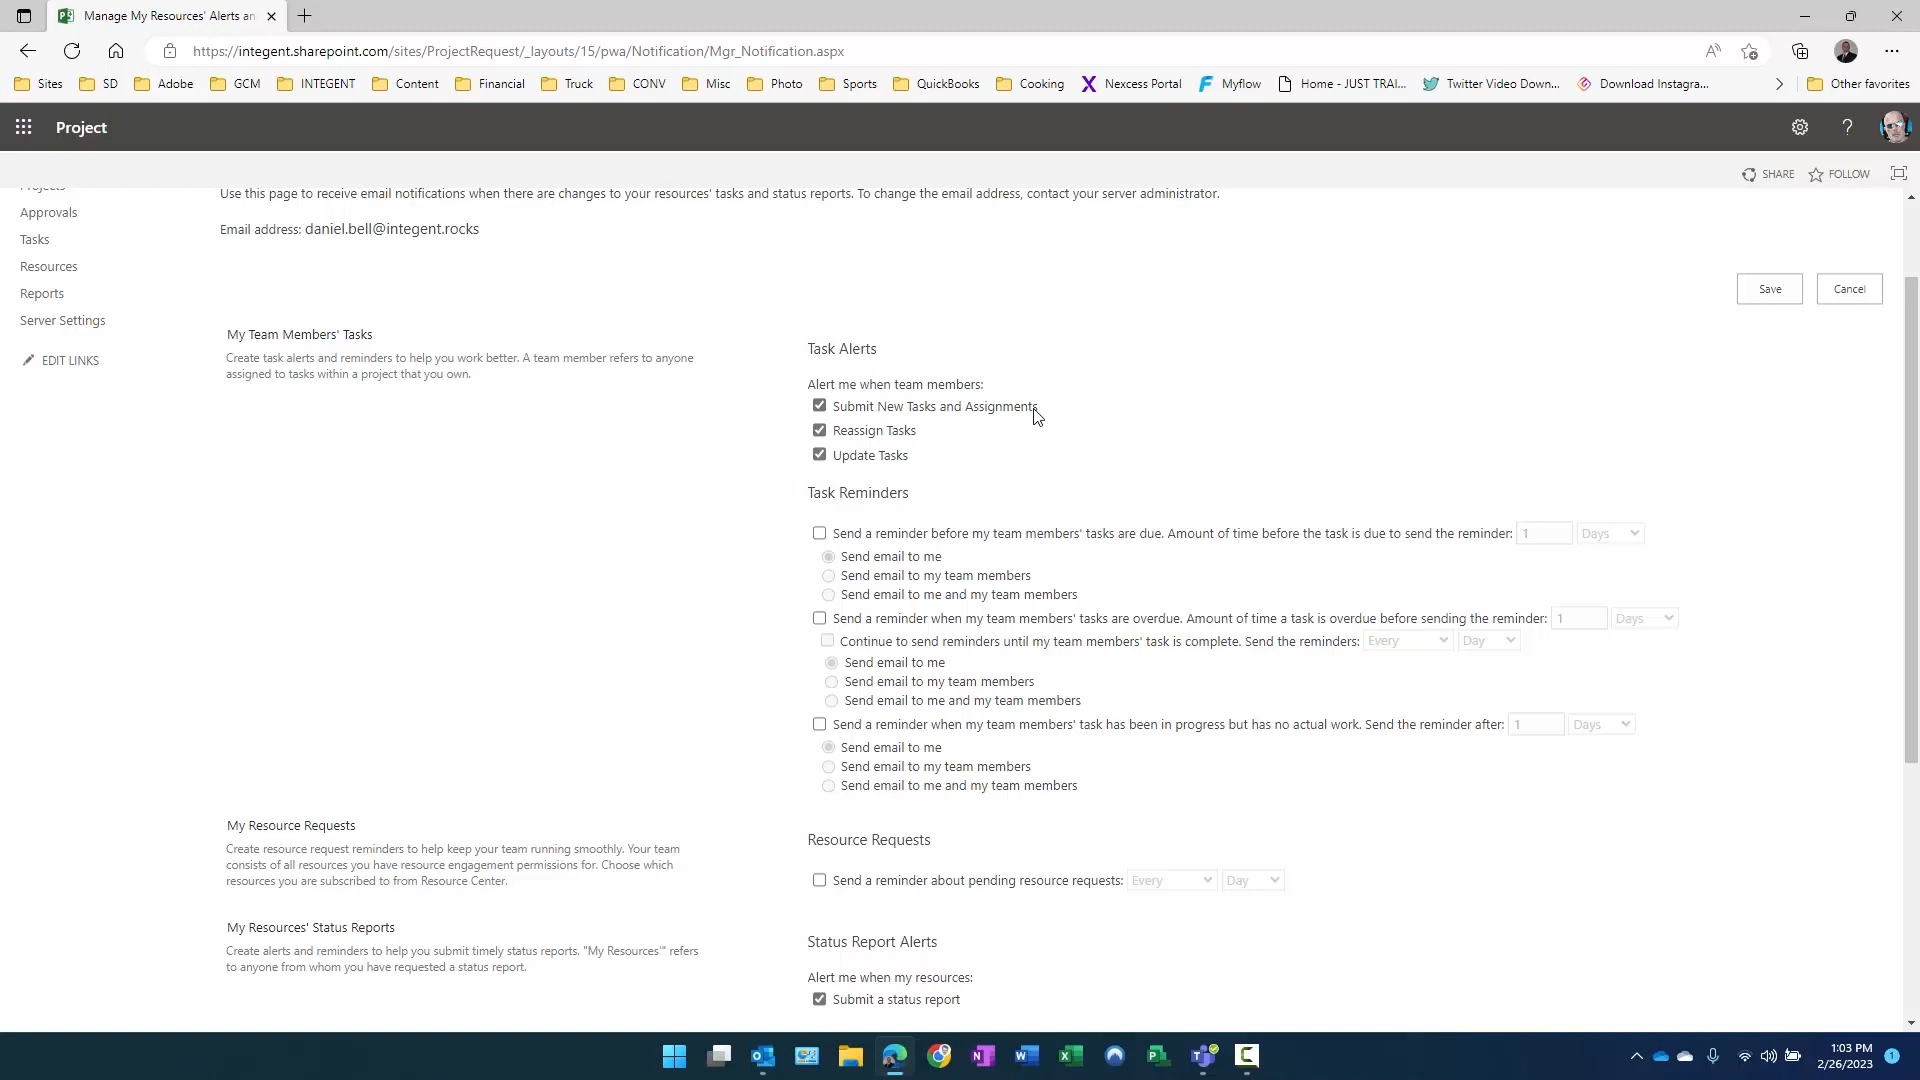 Manage My Resources' Alerts an
https://integent.sharepoint.com/sites/ProjectRequest/_layouts/15/pwa/Notification/Mgr_Notification.aspx
Sites SD Adobe GCM INTEGENT Content Financial Truck CONV Misc Photo Sports QuickBooks Cooking Nexcess Portal Myflow Home - JUST TRAI... Twitter Video Down... Download Instagra... Other favorites
Project
SHARE FOLLOW
Projects
Approvals
Tasks
Resources
Reports
Server Settings
EDIT LINKS
Use this page to receive email notifications when there are changes to your resources' tasks and status reports. To change the email address, contact your server administrator.
Email address: daniel.bell@integent.rocks
Save Cancel
My Team Members' Tasks
Create task alerts and reminders to help you work better. A team member refers to anyone
assigned to tasks within a project that you own.
Task Alerts
Alert me when team members:
Submit New Tasks and Assignments
Reassign Tasks
Update Tasks
Task Reminders
Send a reminder before my team members' tasks are due. Amount of time before the task is due to send the reminder: 1 Days
Send email to me
Send email to my team members
Send email to me and my team members
Send a reminder when my team members' tasks are overdue. Amount of time a task is overdue before sending the reminder: 1 Days
Continue to send reminders until my team members' task is complete. Send the reminders: Every Day
Send email to me
Send email to my team members
Send email to me and my team members
Send a reminder when my team members' task has been in progress but has no actual work. Send the reminder after: 1 Days
Send email to me
Send email to my team members
Send email to me and my team members
My Resource Requests
Create resource request reminders to help keep your team running smoothly. Your team
consists of all resources you have resource engagement permissions for. Choose which
resources you are subscribed to from Resource Center.
Resource Requests
Send a reminder about pending resource requests: Every Day
My Resources' Status Reports
Create alerts and reminders to help you submit timely status reports. "My Resources'" refers
to anyone from whom you have requested a status report.
Status Report Alerts
Alert me when my resources:
Submit a status report
1:03 PM
2/26/2023
1